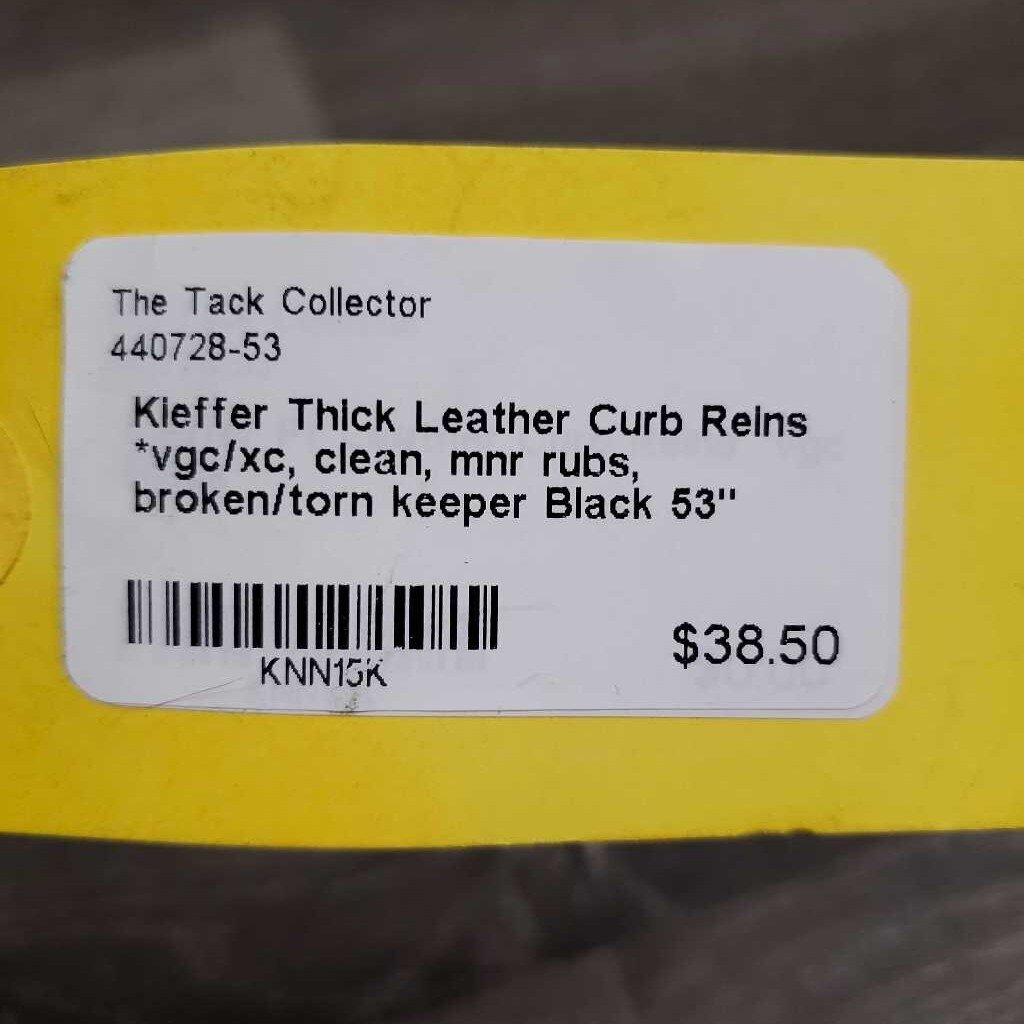 The Tack Collector
440728-53
Kieffer Thick Leather Curb Reins
*vgc/xc, clean, mnr rubs,
broken/torn keeper Black 53"
KNN15K
$38.50